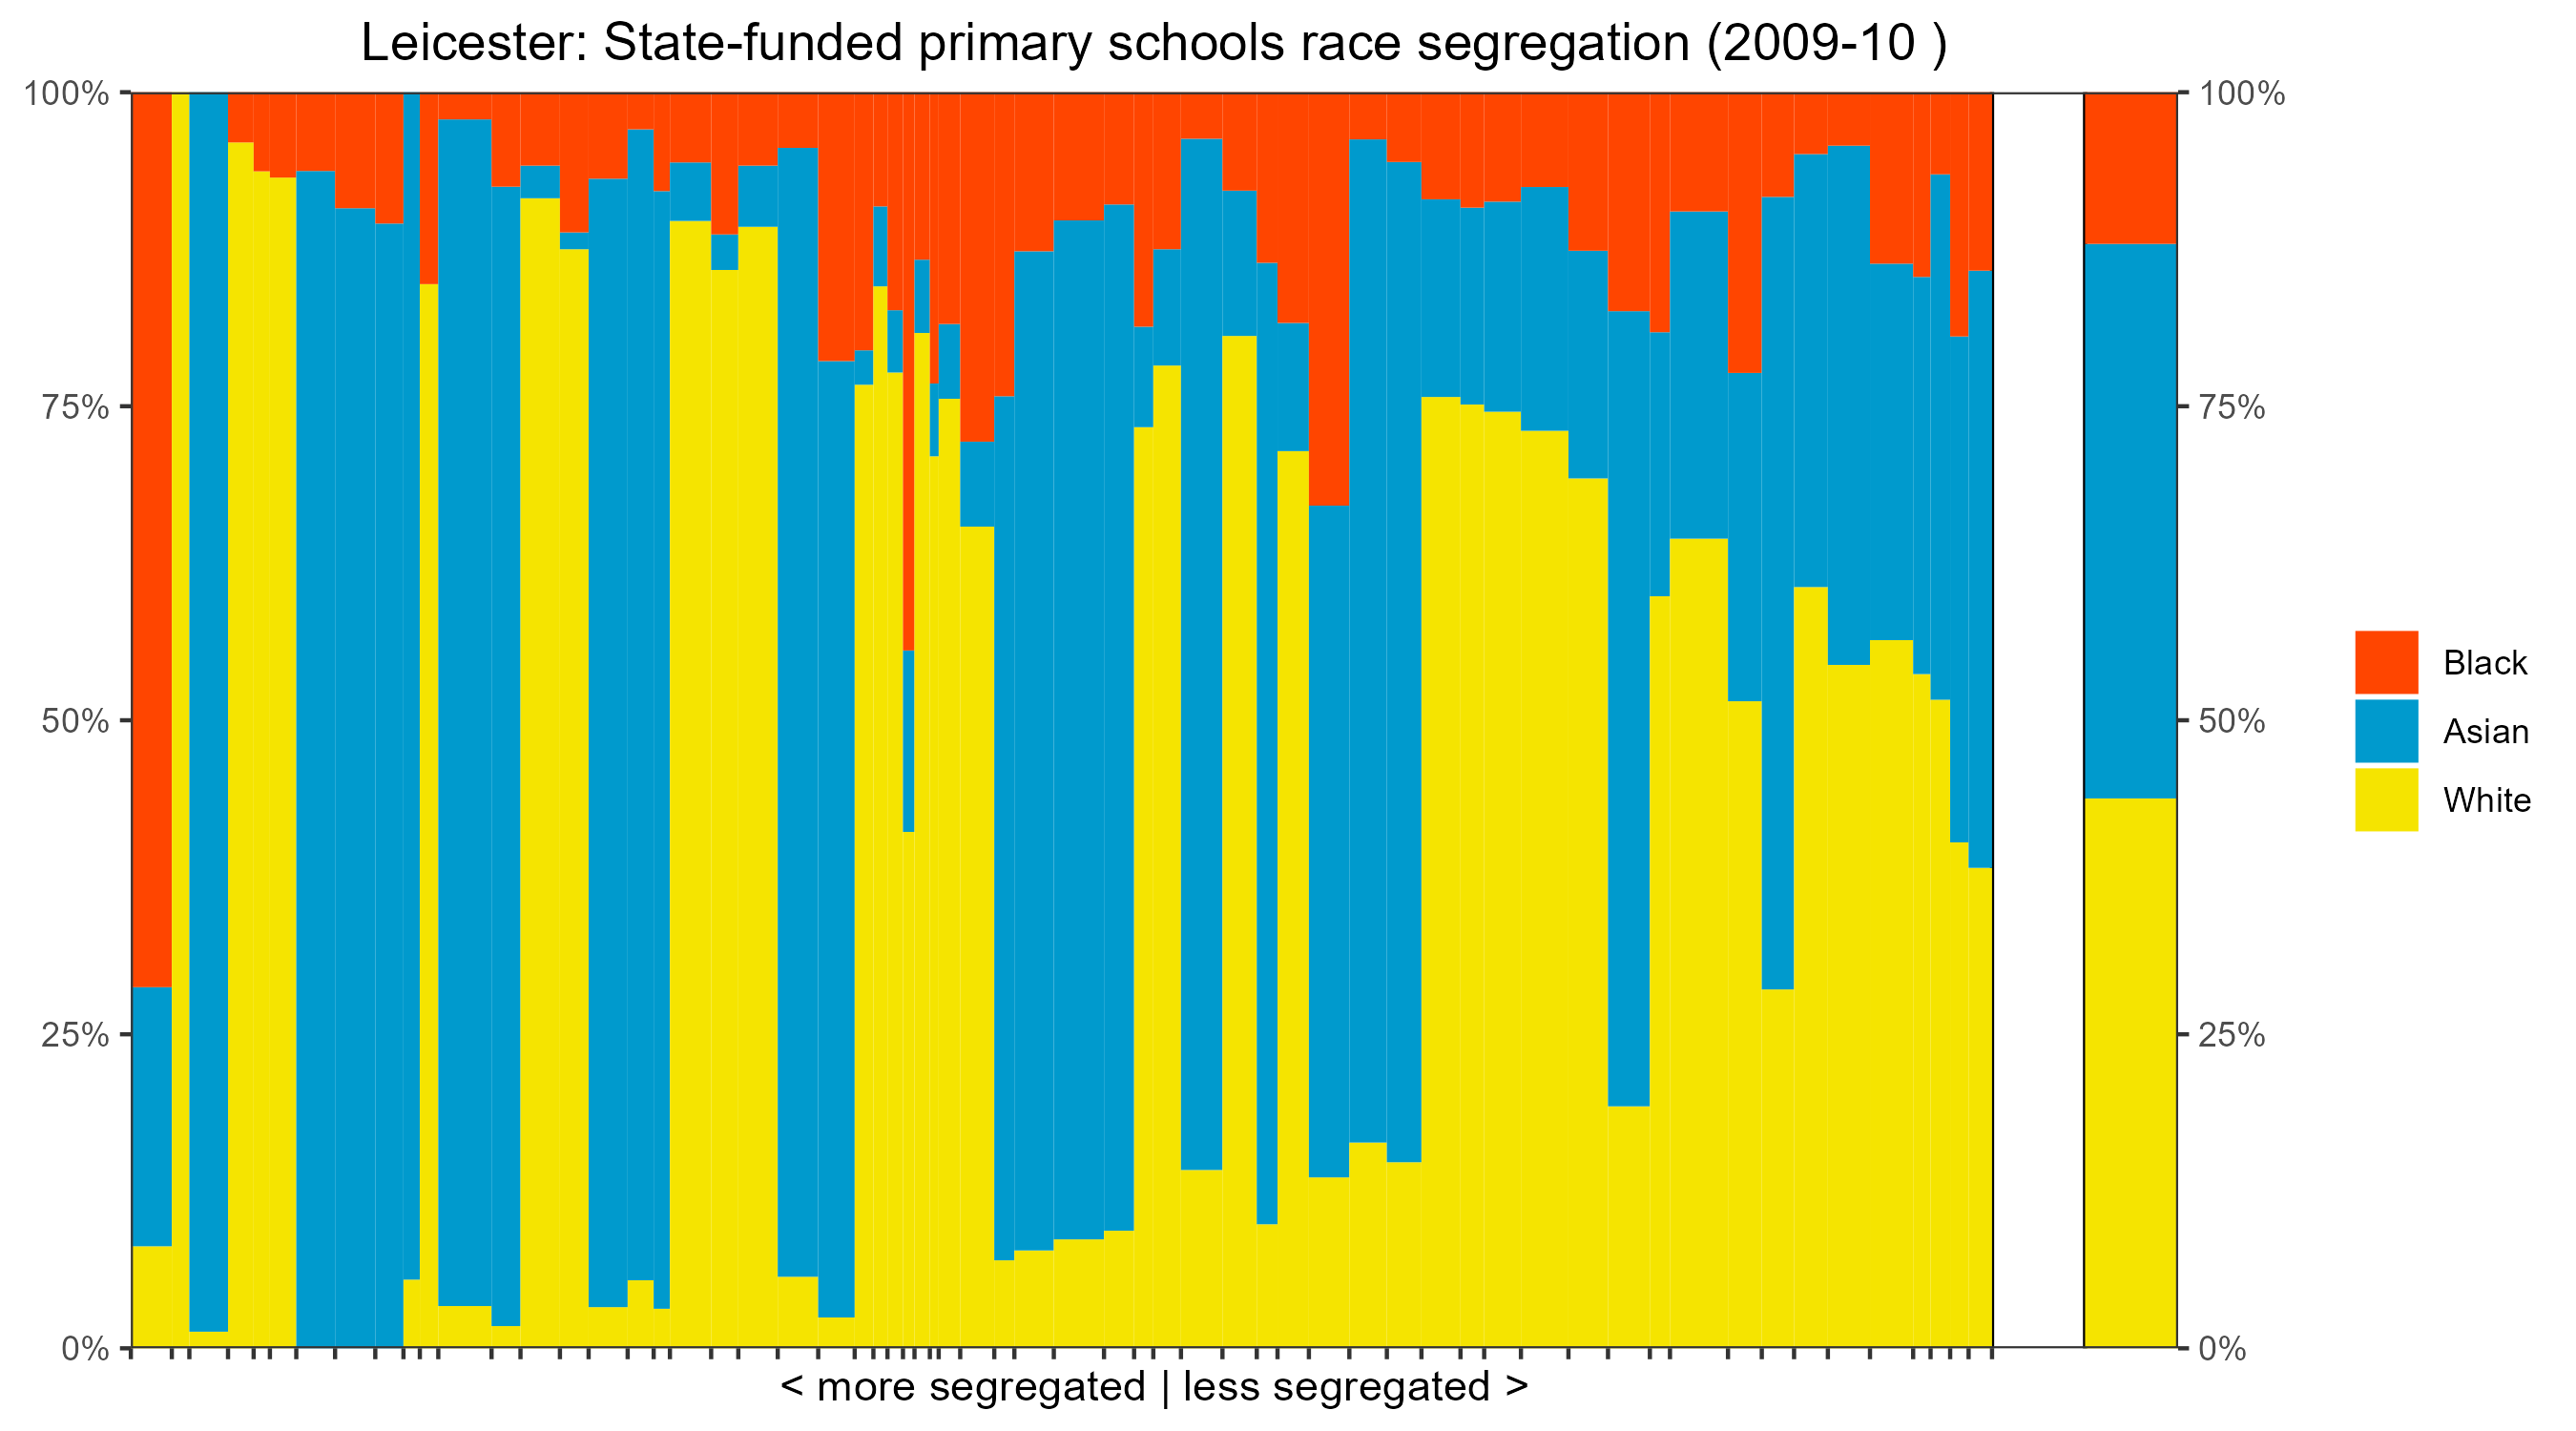 Leicester: State-funded primary schools race segregation (2009-10 )
100%
75%
50%
25%
0%
100%
75%
50%
25%
0%
Black
Asian
White
< more segregated | less segregated >